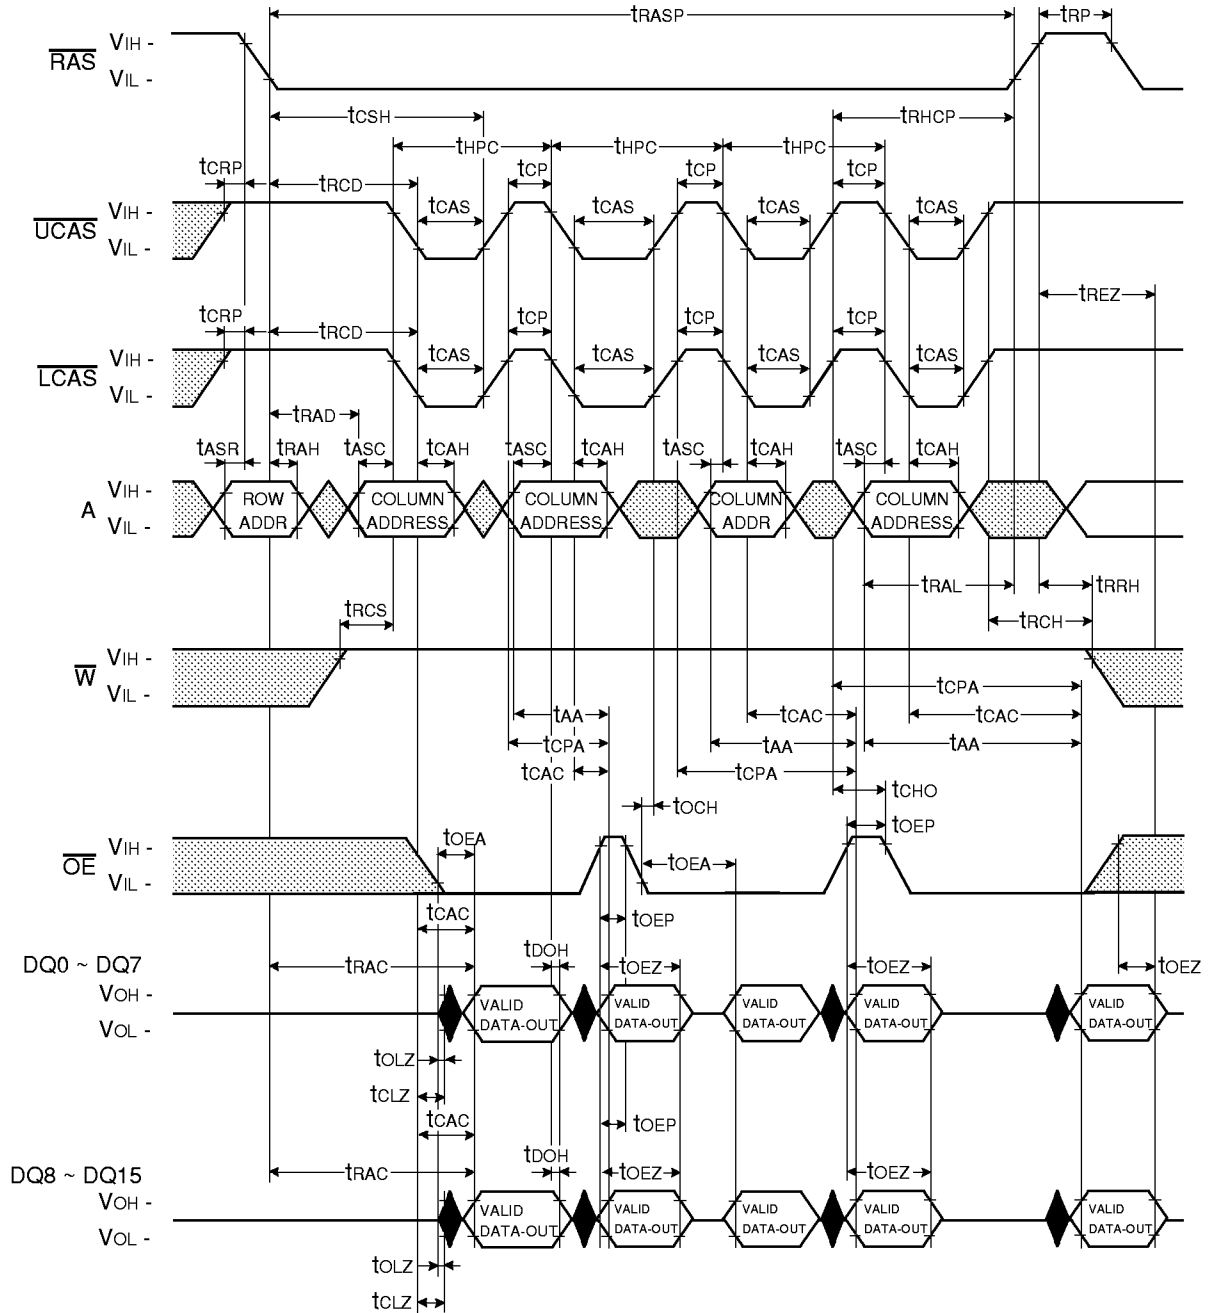 tRASP tRP
RAS VIH -
VIL -
tCSH tRHCP
tHPC tHPC tHPC
tCRP tRCD tCP tCP tCP
UCAS VIH - tCAS tCAS tCAS tCAS
VIL -
tREZ
tCRP tRCD tCP tCP tCP
LCAS VIH - tCAS tCAS tCAS tCAS
VIL -
tRAD
tASR tRAH tASC tCAH tASC tCAH tASC tCAH tASC tCAH
A VIH - ROW COLUMN COLUMN COLUMN COLUMN
VIL - ADDR ADDRESS ADDRESS ADDR ADDRESS
tRAL tRRH
tRCS tRCH
W VIH -
VIL - tCPA
tAA tCAC tCAC
tCPA tAA tAA
tCAC tCPA
tCHO
tOCH tOEP
OE VIH - tOEA
VIL - tOEA
tCAC tOEP
tDOH
DQ0 ~ DQ7 tRAC tOEZ tOEZ tOEZ
VOH - VALID VALID VALID VALID VALID
VOL - DATA-OUT DATA-OUT DATA-OUT DATA-OUT DATA-OUT
tOLZ
tCLZ
tCAC tOEP
tDOH
DQ8 ~ DQ15 tRAC tOEZ tOEZ
VOH - VALID VALID VALID VALID VALID
VOL - DATA-OUT DATA-OUT DATA-OUT DATA-OUT DATA-OUT
tOLZ
tCLZ